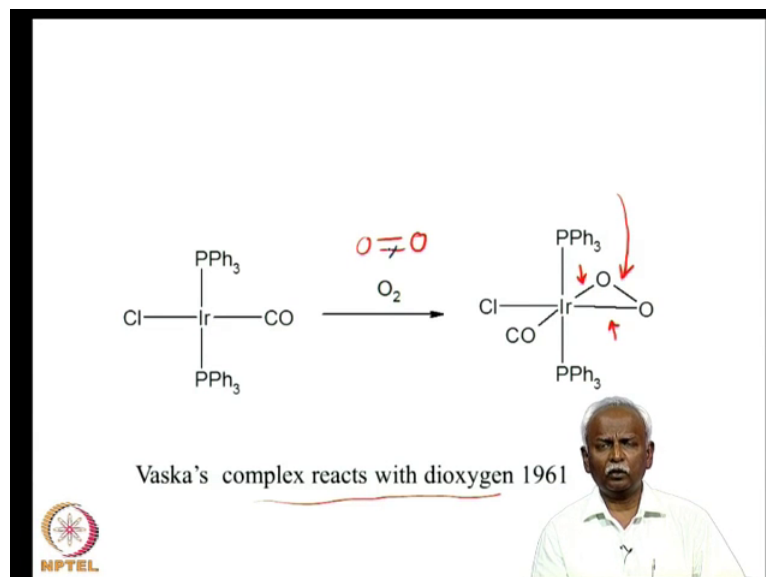 O=O
PPh3
PPh3
O2
O
Cl
Ir
CO
Cl
Ir
O
CO
PPh3
PPh3
Vaska's complex reacts with dioxygen 1961
NPTEL